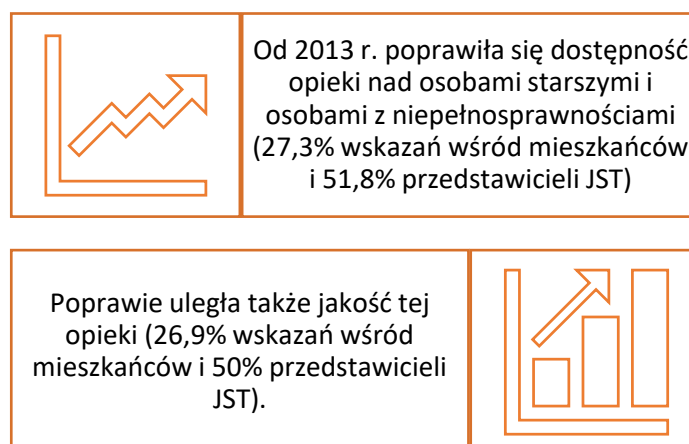 Od 2013 r. poprawiła się dostępność
opieki nad osobami starszymi i
osobami z niepełnosprawnościami
(27,3% wskazań wśród mieszkańców
i 51,8% przedstawicieli JST)
Poprawie uległa także jakość tej
opieki (26,9% wskazań wśród
mieszkańców i 50% przedstawicieli
JST).